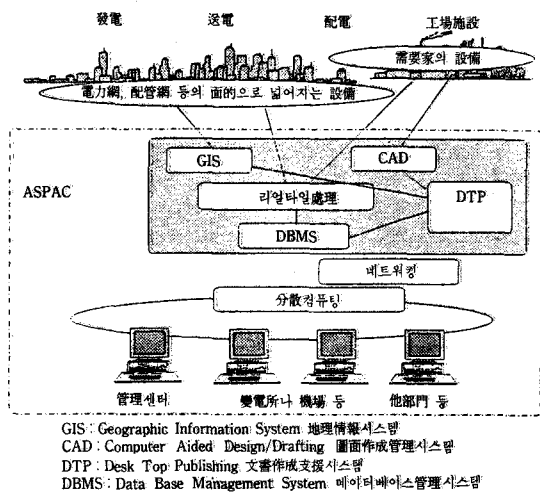 發電 送電 配電 工場施設
需要家의 設備
電力網, 配管網 등의 面的으로 넓어지는 設備
GIS CAD
ASPAC 리얼타임處理 DTP
DBMS
네트워킹
分散컴퓨팅
管理센터 變電所나 機場 등 他部門 등
GIS : Geographic Information System 地理情報시스템
CAD : Computer Aided Design/Drafting 圖面作成管理시스템
DTP : Desk Top Publishing 文書作成支援시스템
DBMS : Data Base Management System 데이터베이스管理시스템